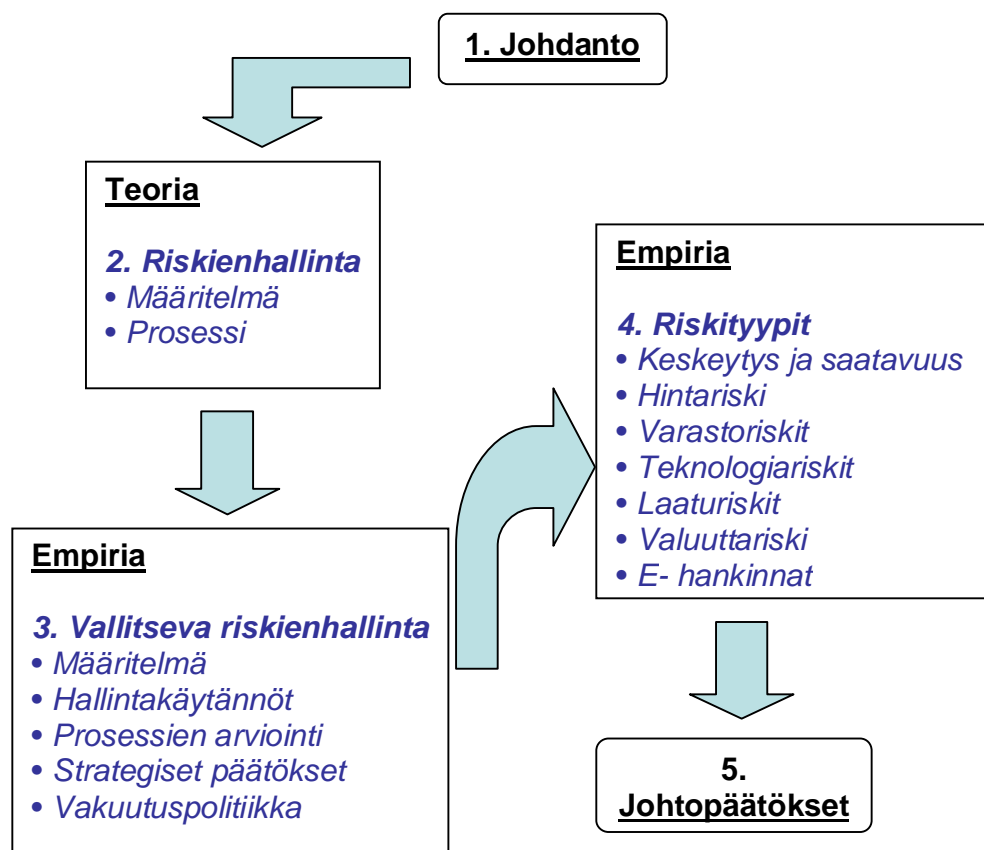 1. Johdanto
Teoria
2. Riskienhallinta
• Määritelmä
• Prosessi
Empiria
3. Vallitseva riskienhallinta
• Määritelmä
• Hallintakäytännöt
• Prosessien arviointi
• Strategiset päätökset
• Vakuutuspolitiikka
Empiria
4. Riskityypit
• Keskeytys ja saatavuus
• Hintariski
• Varastoriskit
• Teknologiariskit
• Laaturiskit
• Valuuttariski
• E- hankinnat
5.
Johtopäätökset